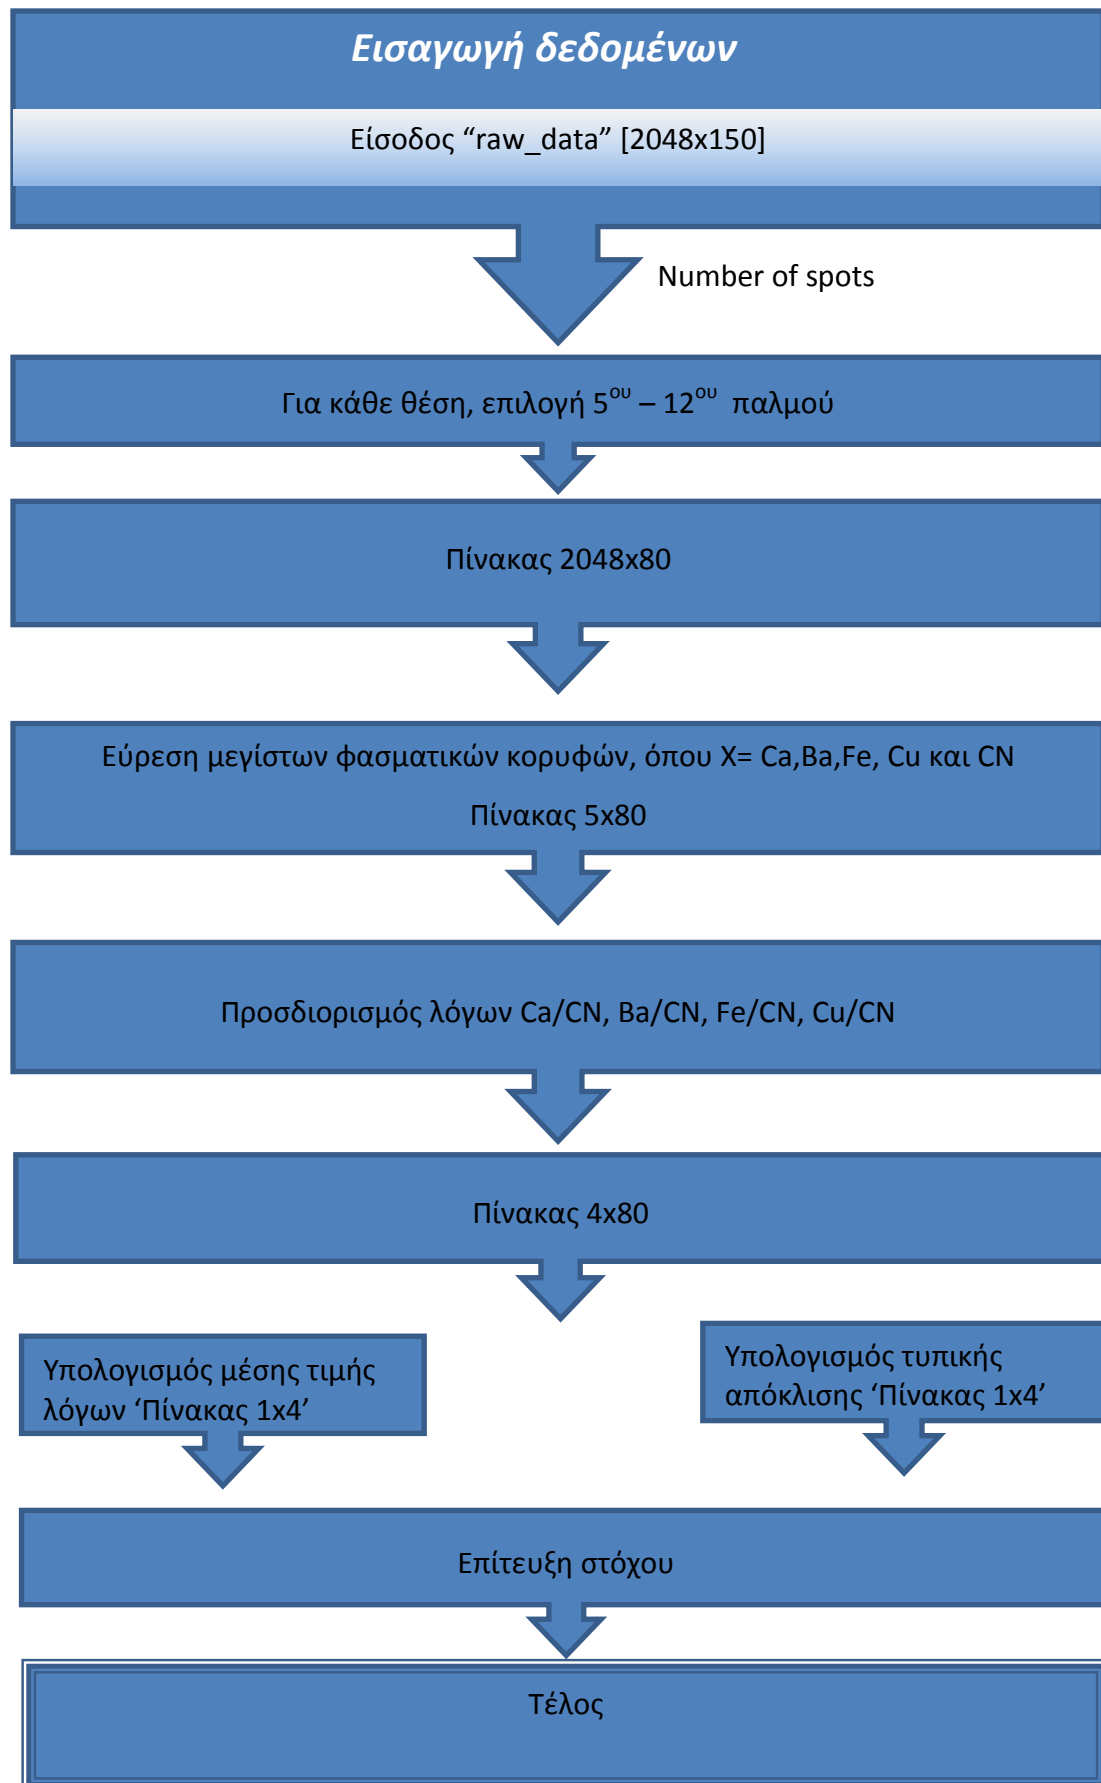 Εισαγωγή δεδομένων
Είσοδος “raw_data” [2048x150]
Number of spots
Για κάθε θέση, επιλογή 5ου – 12ου παλμού
Πίνακας 2048x80
Εύρεση μεγίστων φασματικών κορυφών, όπου X= Ca,Ba,Fe, Cu και CN
Πίνακας 5x80
Προσδιορισμός λόγων Ca/CN, Ba/CN, Fe/CN, Cu/CN
Πίνακας 4x80
Υπολογισμός μέσης τιμής
λόγων ‘Πίνακας 1x4’
Υπολογισμός τυπικής
απόκλισης ‘Πίνακας 1x4’
Επίτευξη στόχου
Τέλος